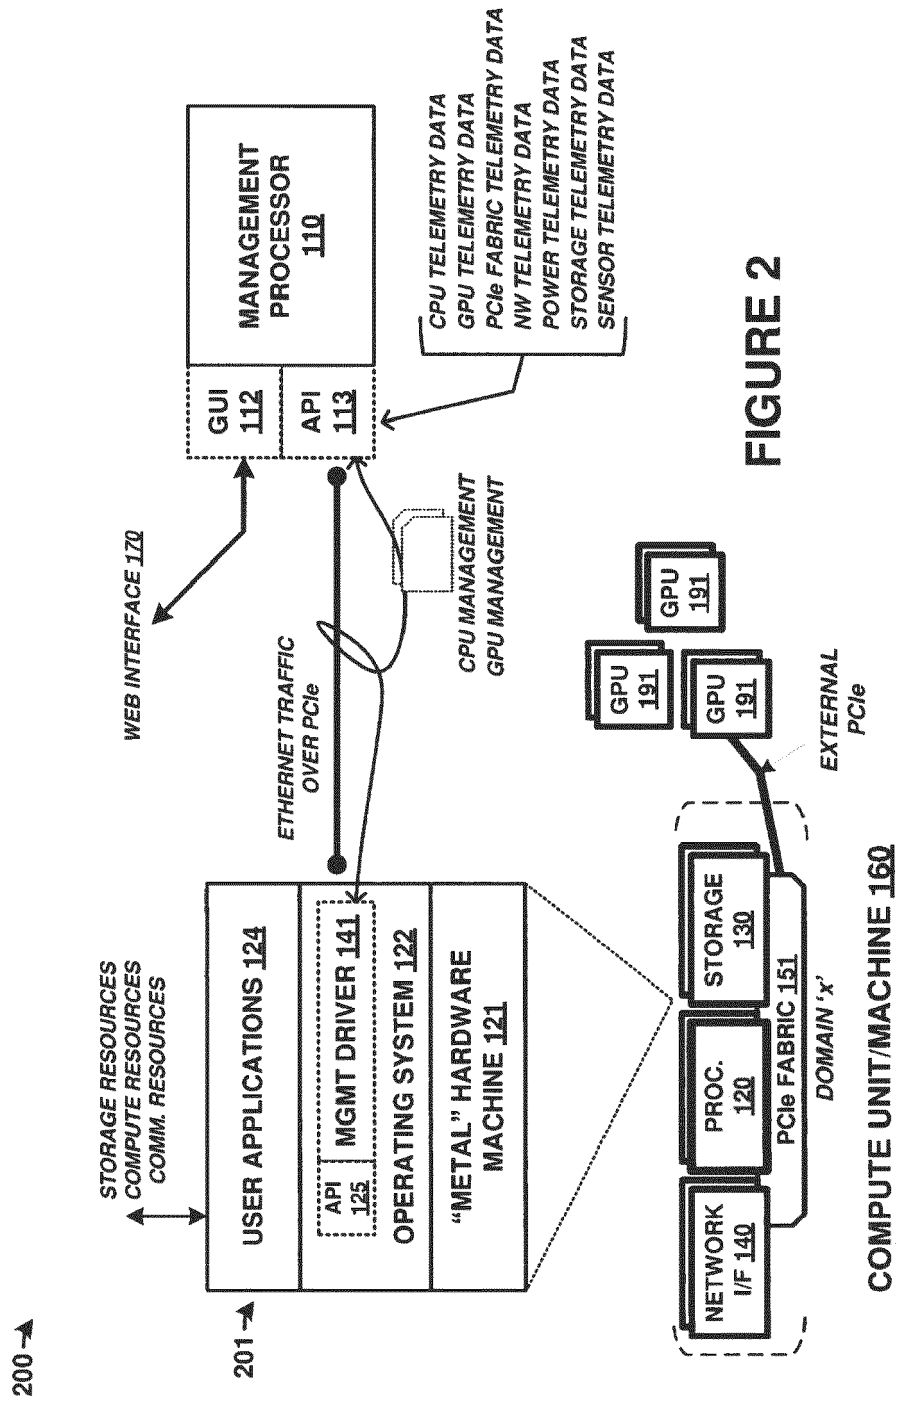 200
201
STORAGE RESOURCES
COMPUTE RESOURCES
COMM. RESOURCES
WEB INTERFACE 170
USER APPLICATIONS 124
API
125
MGMT DRIVER 141
OPERATING SYSTEM 122
"METAL" HARDWARE
MACHINE 121
ETHERNET TRAFFIC
OVER PCIe
GUI
112
API
113
MANAGEMENT
PROCESSOR
110
CPU MANAGEMENT
GPU MANAGEMENT
CPU TELEMETRY DATA
GPU TELEMETRY DATA
PCIe FABRIC TELEMETRY DATA
NW TELEMETRY DATA
POWER TELEMETRY DATA
STORAGE TELEMETRY DATA
SENSOR TELEMETRY DATA
NETWORK
I/F 140
PROC.
120
STORAGE
130
PCIe FABRIC 151
DOMAIN 'x'
GPU
191
GPU
191
GPU
191
EXTERNAL
PCIe
COMPUTE UNIT/MACHINE 160
FIGURE 2